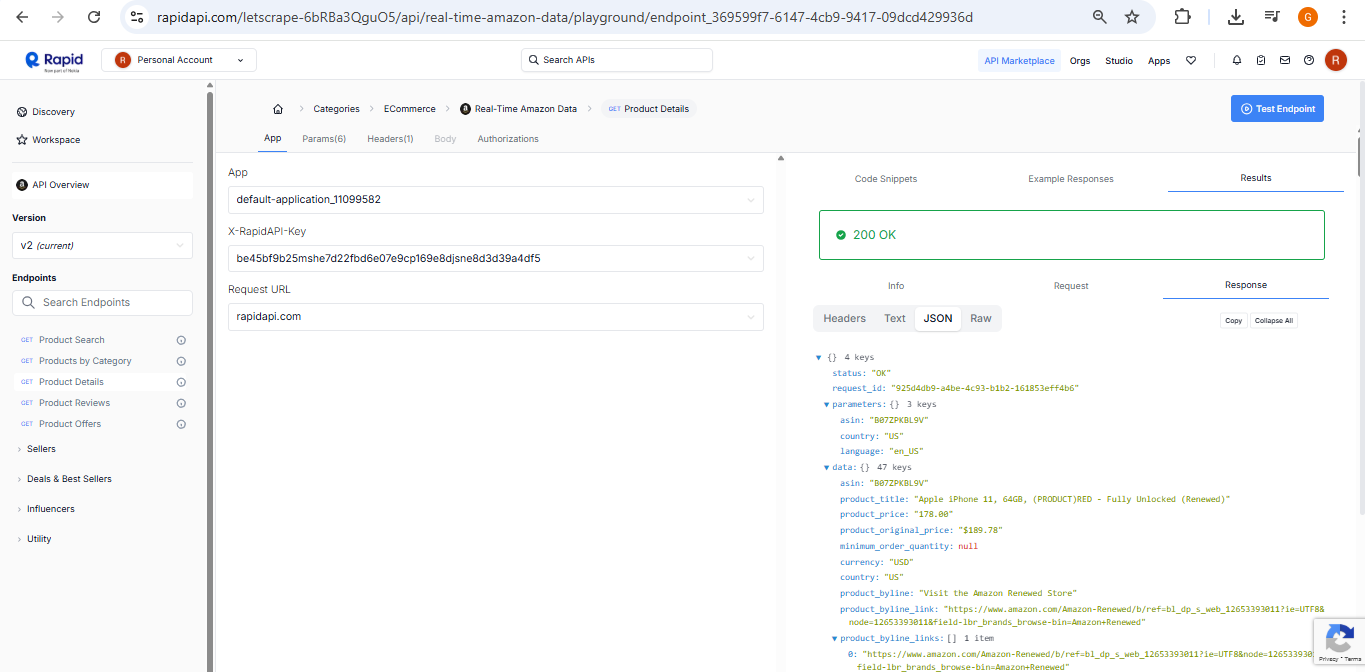 rapidapi.com/letscrape-6bRBa3QguO5/api/real-time-amazon-data/playground/endpoint_369599f7-6147-4cb9-9417-09dcd429936d
G
Rapid
Now part of Nokia
R Personal Account
Search APIs
API Marketplace Orgs Studio Apps
R
Discovery
Workspace
API Overview
Version
v2 (current)
Endpoints
Search Endpoints
GET Product Search
GET Products by Category
GET Product Details
GET Product Reviews
GET Product Offers
Sellers
Deals & Best Sellers
Influencers
Utility
Categories > ECommerce > Real-Time Amazon Data > GET Product Details
Test Endpoint
App Params(6) Headers(1) Body Authorizations
App
default-application_11099582
X-RapidAPI-Key
be45bf9b25mshe7d22fbd6e07e9cp169e8djsne8d3d39a4df5
Request URL
rapidapi.com
Code Snippets Example Responses Results
200 OK
Info Request Response
Headers Text JSON Raw
Copy Collapse All
{} 4 keys
status: "OK"
request_id: "925d4db9-a4be-4c93-b1b2-161853eff4b6"
parameters: {} 3 keys
asin: "B07ZPKBL9V"
country: "US"
language: "en_US"
data: {} 47 keys
asin: "B07ZPKBL9V"
product_title: "Apple iPhone 11, 64GB, (PRODUCT)RED - Fully Unlocked (Renewed)"
product_price: "178.00"
product_original_price: "$189.78"
minimum_order_quantity: null
currency: "USD"
country: "US"
product_byline: "Visit the Amazon Renewed Store"
product_byline_link: "https://www.amazon.com/Amazon-Renewed/b/ref=bl_dp_s_web_12653393011?ie=UTF8&
node=12653393011&field-lbr_brands_browse-bin=Amazon+Renewed"
product_byline_links: [] 1 item
0: "https://www.amazon.com/Amazon-Renewed/b/ref=bl_dp_s_web_12653393011?ie=UTF8&node=126533930
field-lbr_brands_browse-bin=Amazon+Renewed"
Privacy - Terms